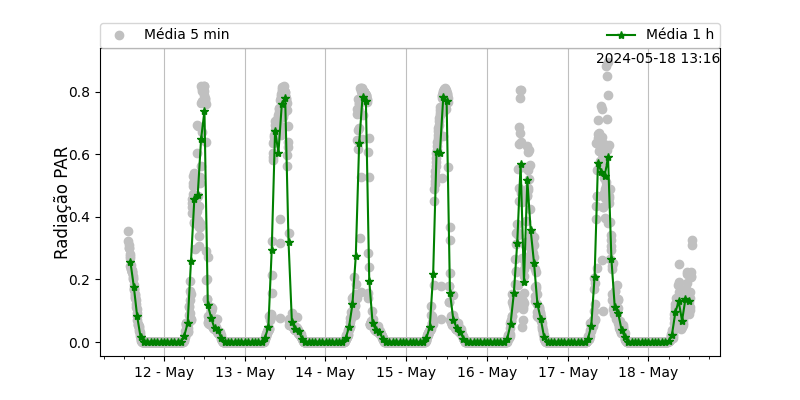 Média 5 min
Média 1 h
2024-05-18 13:16
Radiação PAR
0.8
0.6
0.4
0.2
0.0
12 - May
13 - May
14 - May
15 - May
16 - May
17 - May
18 - May